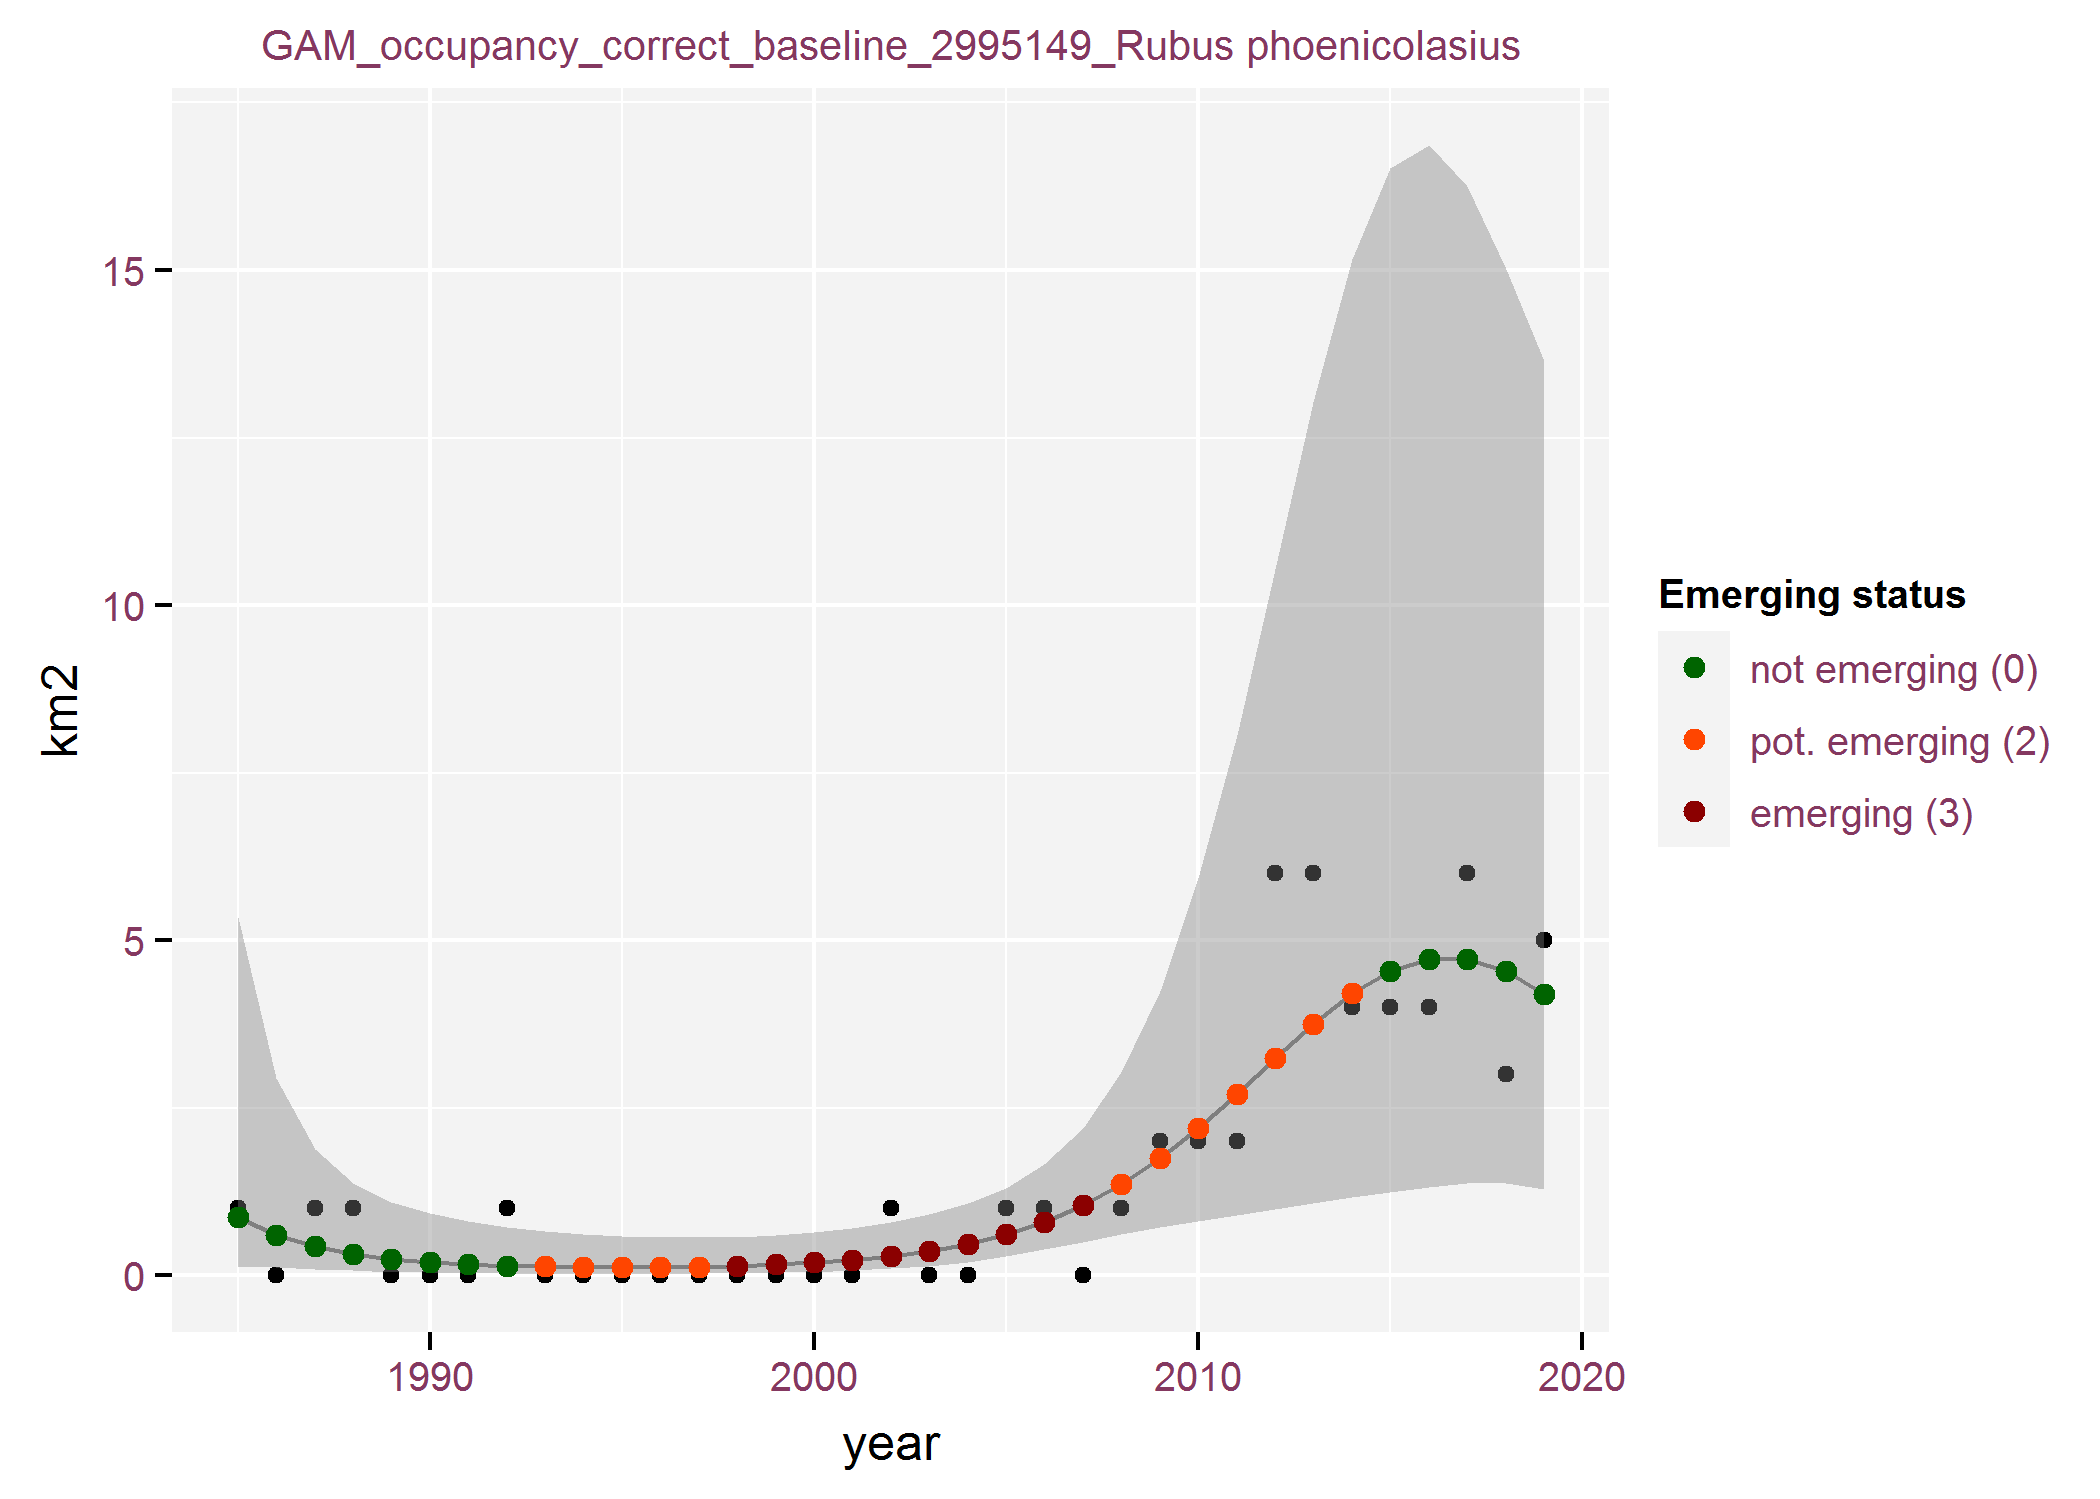 GAM_occupancy_correct_baseline_2995149_Rubus phoenicolasius
15
10
5
0
km2
1990
2000
2010
2020
year
Emerging status
not emerging (0)
pot. emerging (2)
emerging (3)